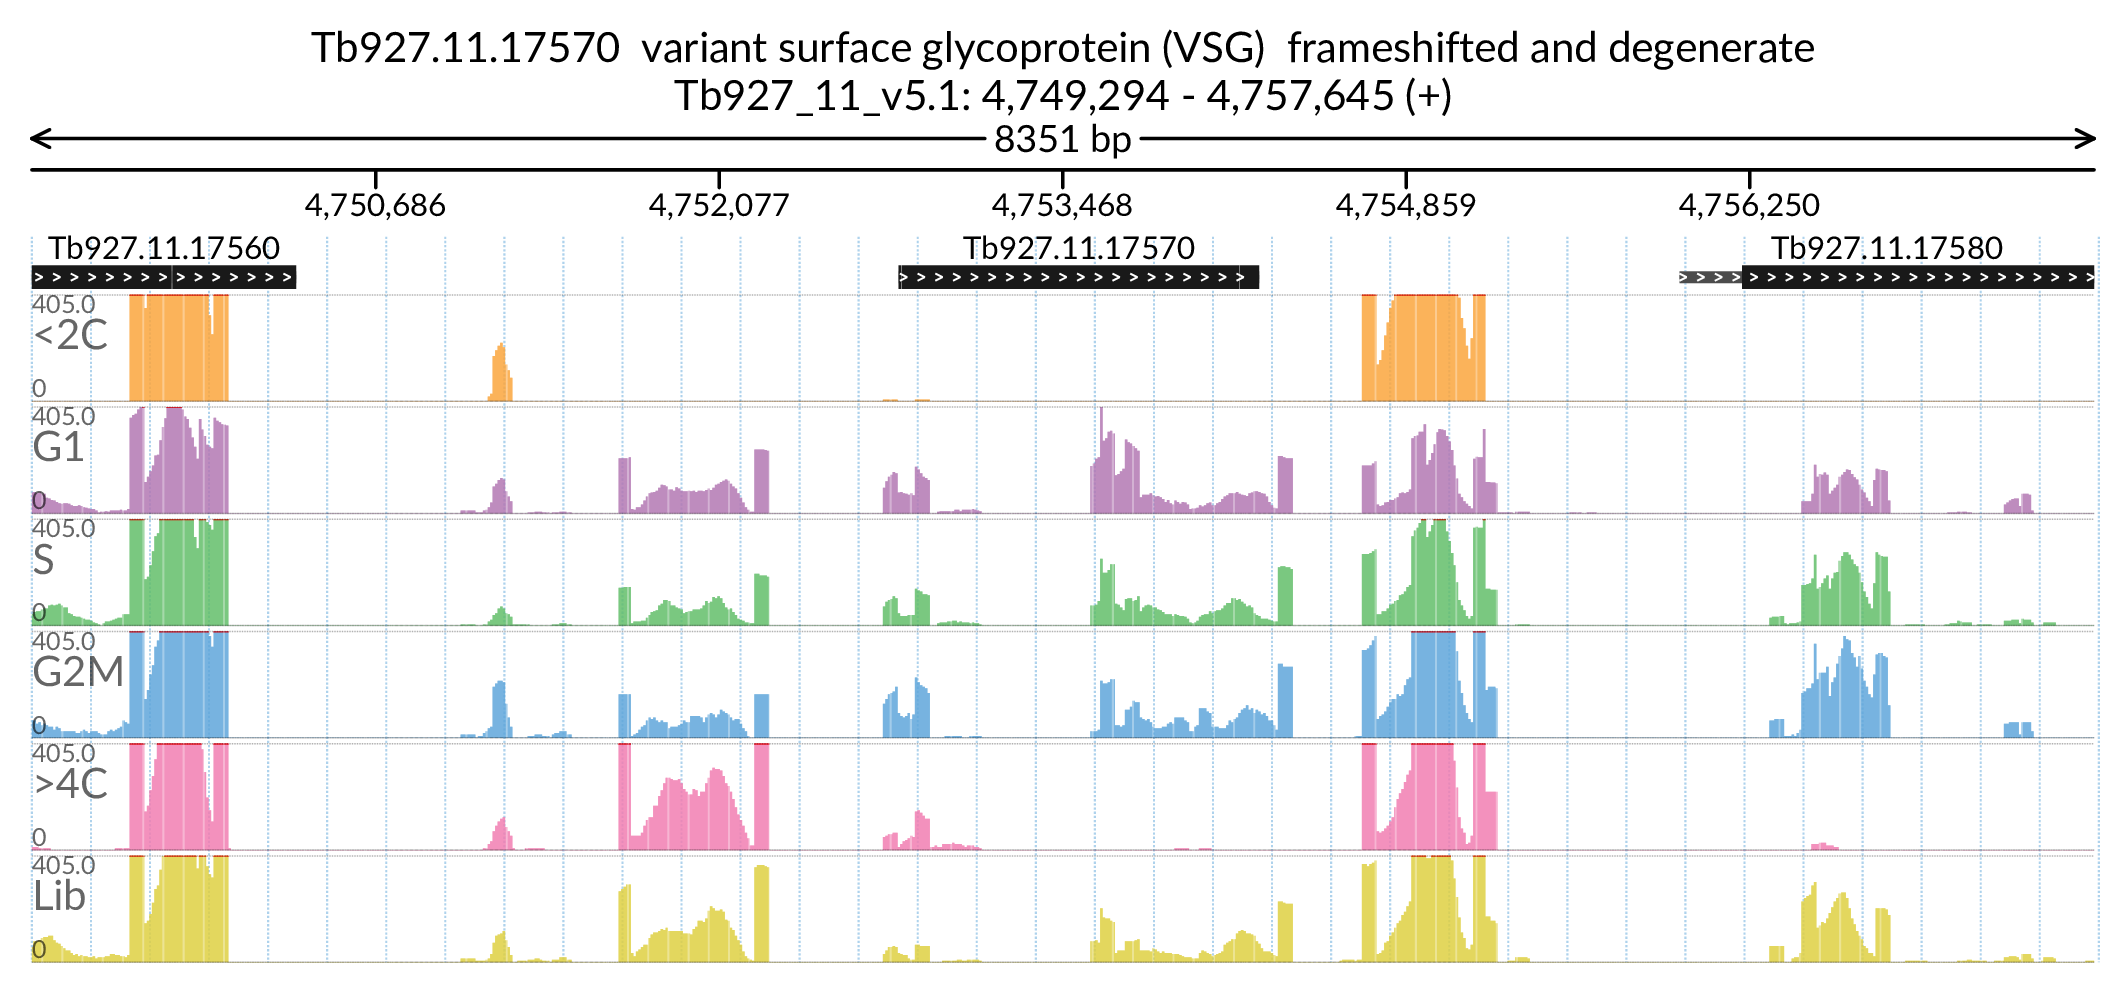 Tb927.11.17570 variant surface glycoprotein (VSG) frameshifted and degenerate
Tb927_11_v5.1: 4,749,294 - 4,757,645 (+)
8351 bp
4,750,686 4,752,077 4,753,468 4,754,859 4,756,250
Tb927.11.17560 Tb927.11.17570 Tb927.11.17580
405.0
<2C
0
405.0
G1
0
405.0
S
0
405.0
G2M
0
405.0
>4C
0
405.0
Lib
0